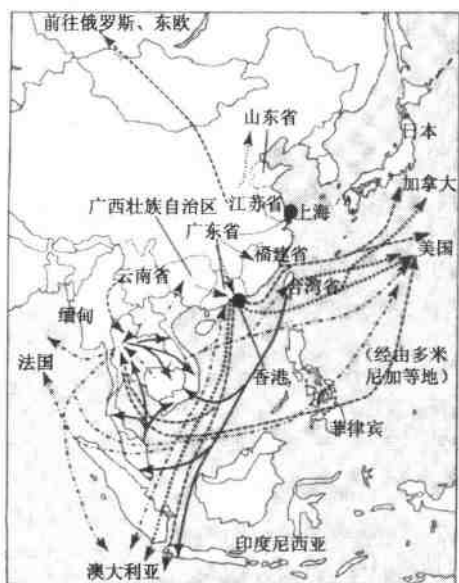 前往俄罗斯、东欧
山东省
日本
加拿大
广西壮族自治区
江苏省
上海
广东省
福建省
美国
云南省
台湾省
缅甸
法国
香港
（经由多米
尼加等地）
菲律宾
印度尼西亚
澳大利亚